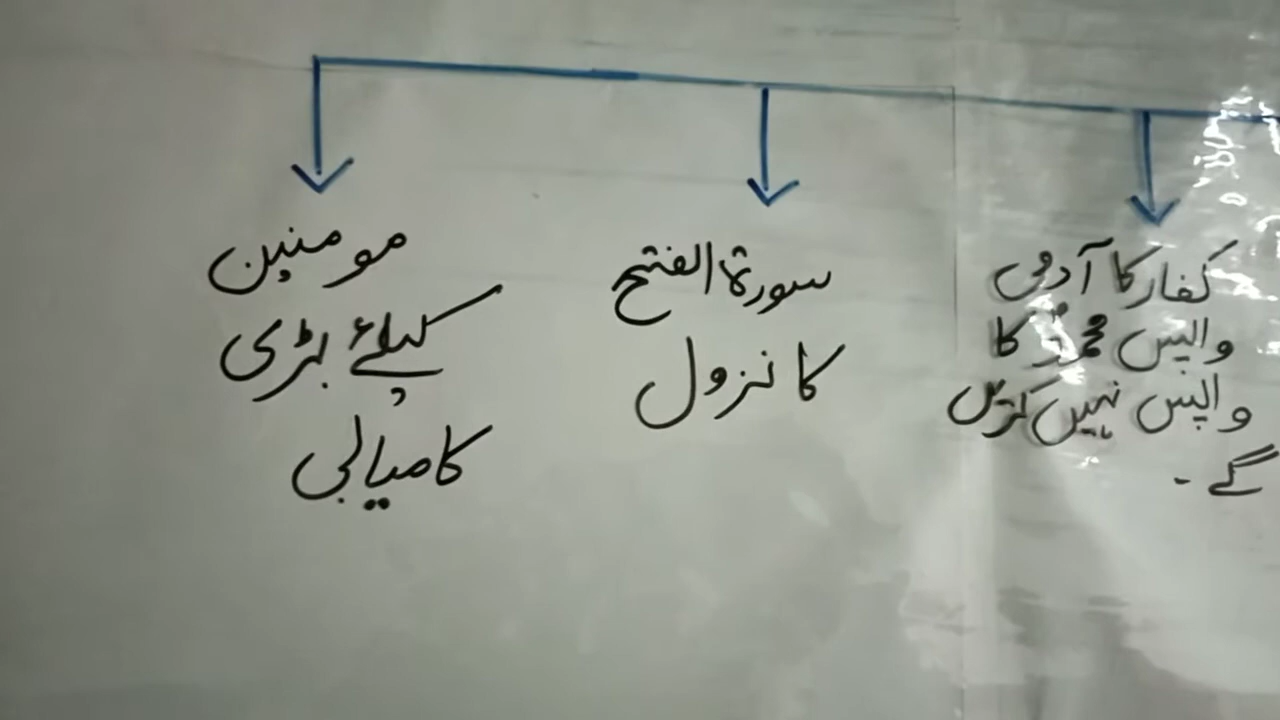 کفار کا آدمی
واپس محمدؐ کا
واپس نہیں کریں
گے ۔
سورۃ الفتح
کا نزول
مومنین
کیلئے بڑی
کامیابی